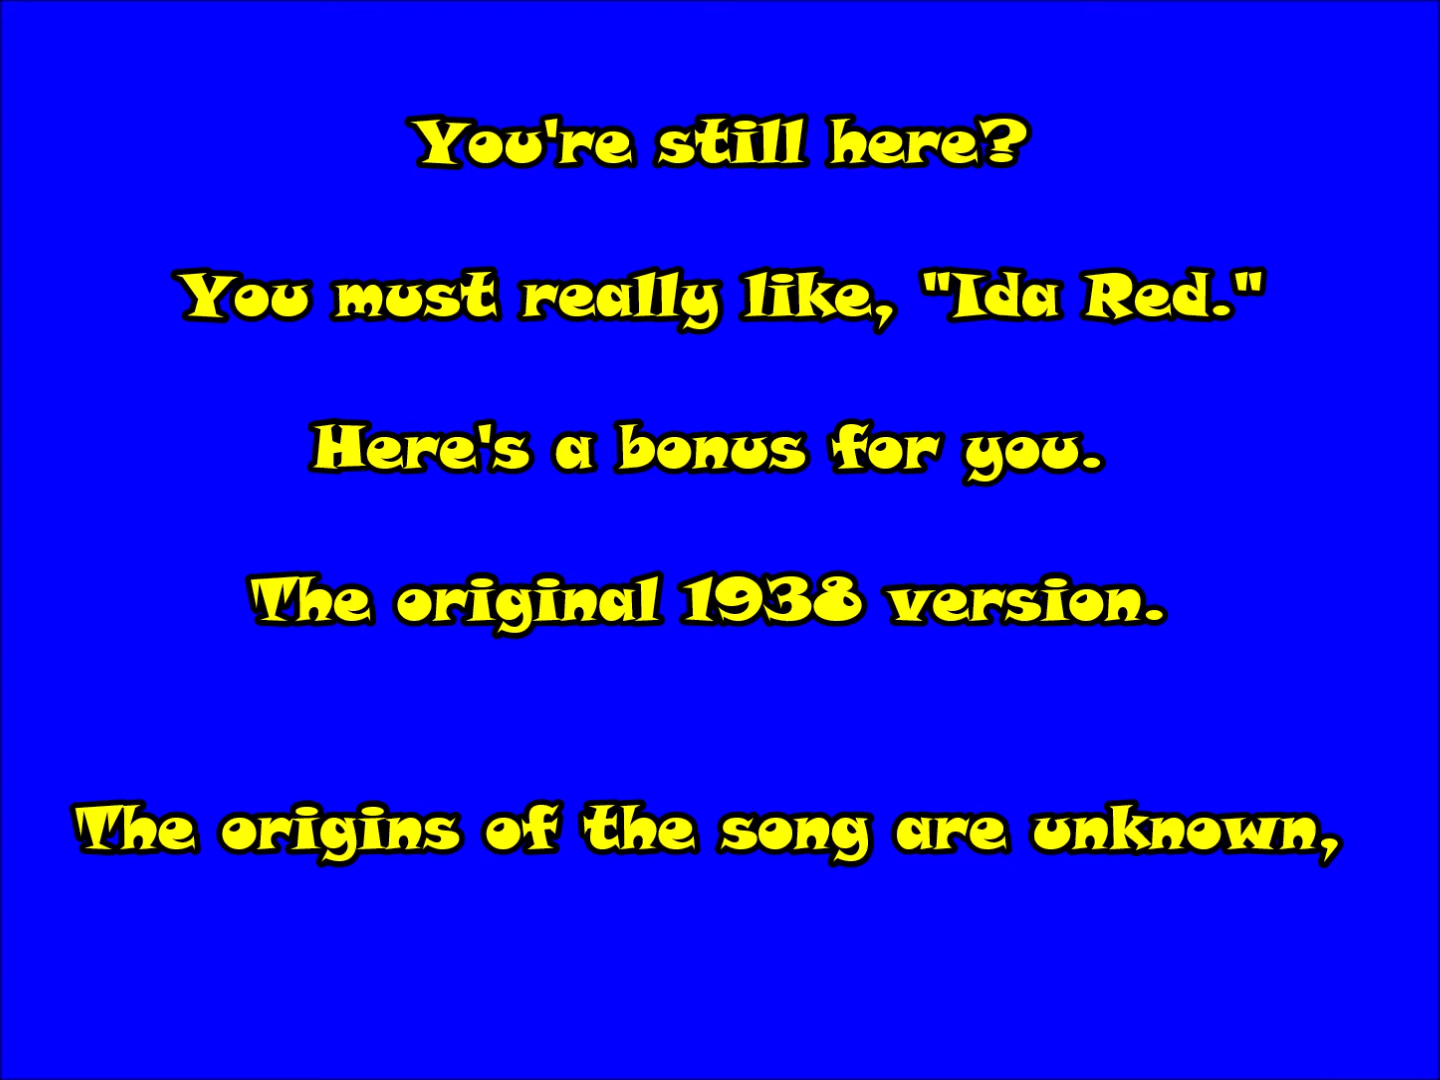 You're still here?
You must really like, "Ida Red."
Here's a bonus for you.
The original 1938 version.
The origins of the song are unknown,